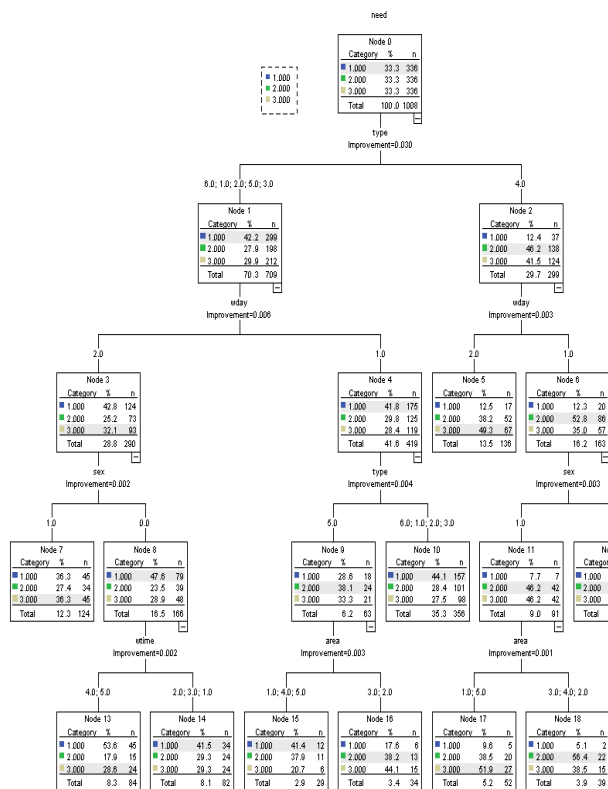 need
Node 0
Category % n
1.000 33.3 336
2.000 33.3 336
3.000 33.3 336
Total 100.0 1008
1.000
2.000
3.000
type
Improvement=0.030
6.0; 1.0; 2.0; 5.0; 3.0
4.0
Node 1
Category % n
1.000 42.2 299
2.000 27.9 198
3.000 29.9 212
Total 70.3 709
Node 2
Category % n
1.000 12.4 37
2.000 46.2 138
3.000 41.5 124
Total 29.7 299
wday
Improvement=0.006
wday
Improvement=0.003
2.0
1.0
2.0
1.0
Node 3
Category % n
1.000 42.8 124
2.000 25.2 73
3.000 32.1 93
Total 28.8 290
Node 4
Category % n
1.000 41.8 175
2.000 29.8 125
3.000 28.4 119
Total 41.6 419
Node 5
Category % n
1.000 12.5 17
2.000 38.2 52
3.000 49.3 67
Total 13.5 136
Node 6
Category % n
1.000 12.3 20
2.000 52.8 86
3.000 35.0 57
Total 16.2 163
sex
Improvement=0.002
type
Improvement=0.004
sex
Improvement=0.003
1.0
0.0
5.0
6.0; 1.0; 2.0; 3.0
1.0
Node 7
Category % n
1.000 36.3 45
2.000 27.4 34
3.000 36.3 45
Total 12.3 124
Node 8
Category % n
1.000 47.6 79
2.000 23.5 39
3.000 28.9 48
Total 16.5 166
Node 9
Category % n
1.000 28.6 18
2.000 38.1 24
3.000 33.3 21
Total 6.2 63
Node 10
Category % n
1.000 44.1 157
2.000 28.4 101
3.000 27.5 98
Total 35.3 356
Node 11
Category % n
1.000 7.7 7
2.000 46.2 42
3.000 46.2 42
Total 9.0 91
Category
1.000
2.000
3.000
Total
wtime
Improvement=0.002
area
Improvement=0.003
area
Improvement=0.001
4.0; 5.0
2.0; 3.0; 1.0
1.0; 4.0; 5.0
3.0; 2.0
1.0; 5.0
3.0; 4.0; 2.0
Node 13
Category % n
1.000 53.6 45
2.000 17.9 15
3.000 28.6 24
Total 8.3 84
Node 14
Category % n
1.000 41.5 34
2.000 29.3 24
3.000 29.3 24
Total 8.1 82
Node 15
Category % n
1.000 41.4 12
2.000 37.9 11
3.000 20.7 6
Total 2.9 29
Node 16
Category % n
1.000 17.6 6
2.000 38.2 13
3.000 44.1 15
Total 3.4 34
Node 17
Category % n
1.000 9.6 5
2.000 38.5 20
3.000 51.9 27
Total 5.2 52
Node 18
Category % n
1.000 5.1 2
2.000 56.4 22
3.000 38.5 15
Total 3.9 39